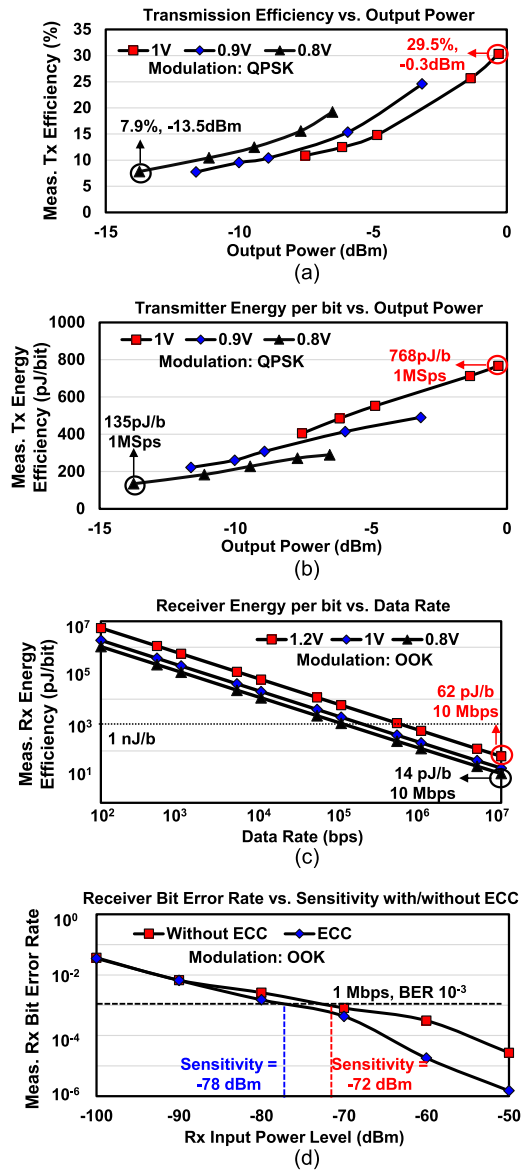 Transmission Efficiency vs. Output Power
Meas. Tx Efficiency (%)
35
30
25
20
15
10
5
0
1V 0.9V 0.8V
Modulation: QPSK
29.5%,
-0.3dBm
7.9%, -13.5dBm
-15 -10 -5 0
Output Power (dBm)
(a)
Transmitter Energy per bit vs. Output Power
Meas. Tx Energy
Efficiency (pJ/bit)
1000
800
600
400
200
0
1V 0.9V 0.8V
Modulation: QPSK
768pJ/b
1MSps
135pJ/b
1MSps
-15 -10 -5 0
Output Power (dBm)
(b)
Receiver Energy per bit vs. Data Rate
Meas. Rx Energy
Efficiency (pJ/bit)
10^7
10^5
10^3
10^1
1.2V 1V 0.8V
Modulation: OOK
62 pJ/b
10 Mbps
1 nJ/b
14 pJ/b
10 Mbps
10^2 10^3 10^4 10^5 10^6 10^7
Data Rate (bps)
(c)
Receiver Bit Error Rate vs. Sensitivity with/without ECC
Meas. Rx Bit Error Rate
10^0
10^-2
10^-4
10^-6
Without ECC ECC
Modulation: OOK
1 Mbps, BER 10^-3
Sensitivity =
-78 dBm
Sensitivity =
-72 dBm
-100 -90 -80 -70 -60 -50
Rx Input Power Level (dBm)
(d)